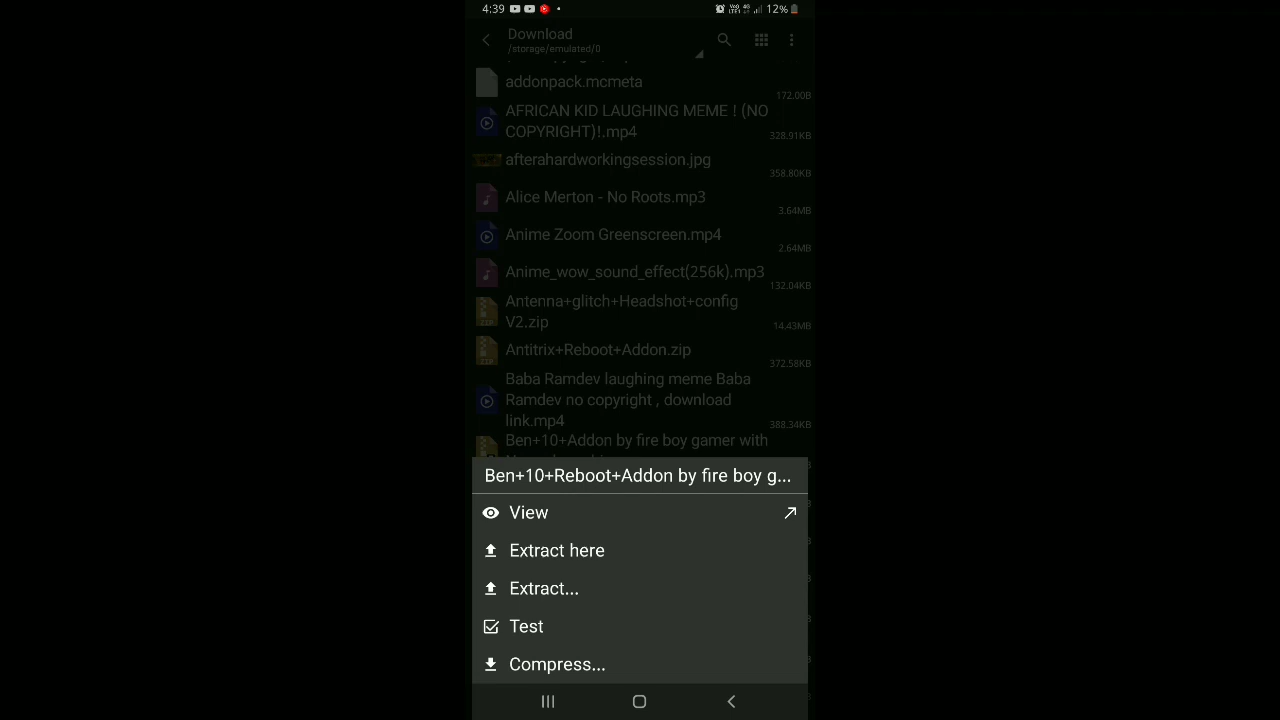 4:39
12%
Download
/storage/emulated/0
addonpack.mcmeta
172.00B
AFRICAN KID LAUGHING MEME ! (NO
COPYRIGHT)!.mp4
328.91KB
afterahardworkingsession.jpg
358.80KB
Alice Merton - No Roots.mp3
3.64MB
Anime Zoom Greenscreen.mp4
2.64MB
Anime_wow_sound_effect(256k).mp3
132.04KB
Antenna+glitch+Headshot+config
V2.zip
14.43MB
Antitrix+Reboot+Addon.zip
372.58KB
Baba Ramdev laughing meme Baba
Ramdev no copyright , download
link.mp4
388.34KB
Ben+10+Addon by fire boy gamer with
Ben+10+Reboot+Addon by fire boy g...
View
Extract here
Extract...
Test
Compress...